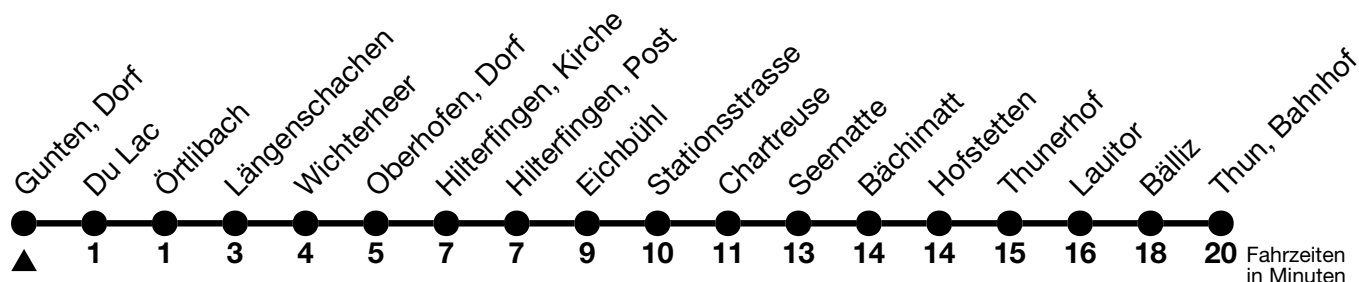 Gunten, Dorf
Du Lac
Örtlibach
Längenschachen
Wichterheer
Oberhofen, Dorf
Hilterfingen, Kirche
Hilterfingen, Post
Eichbühl
Stationsstrasse
Chartreuse
Seematte
Bächimatt
Hofstetten
Thunerhof
Lauitor
Bälliz
Thun, Bahnhof
1 1 3 4 5 7 7 9 10 11 13 14 14 15 16 18 20 Fahrzeiten
in Minuten